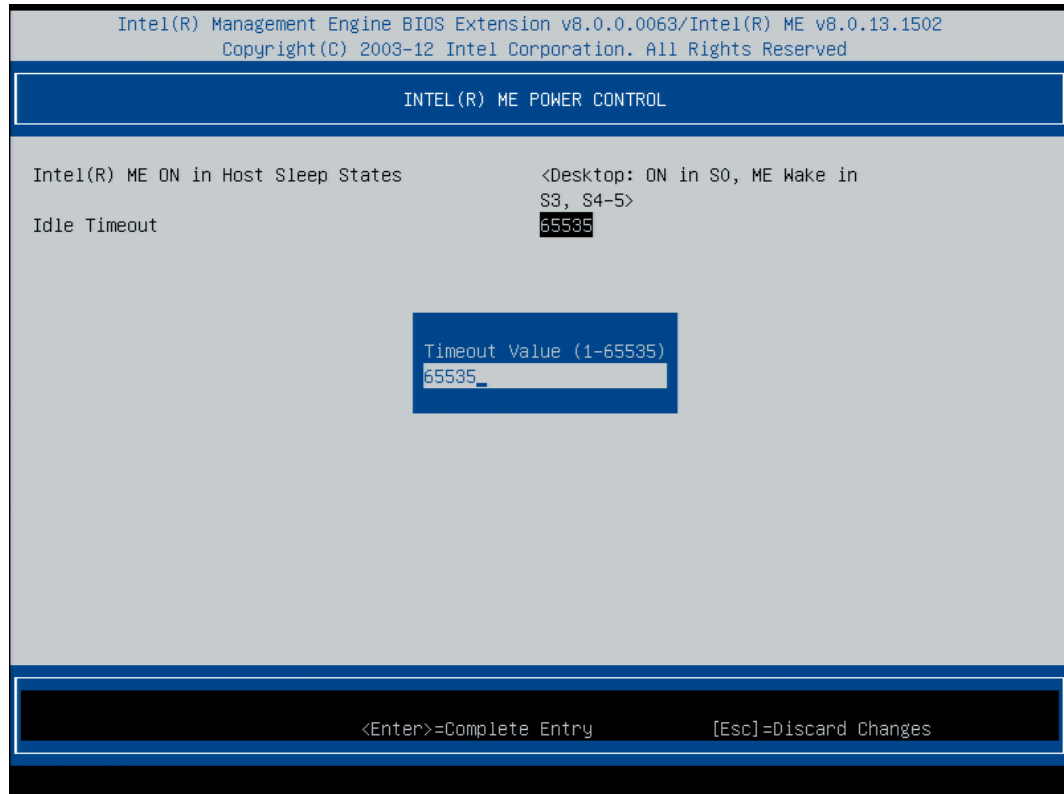 Intel(R) Management Engine BIOS Extension v8.0.0.0063/Intel(R) ME v8.0.13.1502
Copyright(C) 2003-12 Intel Corporation. All Rights Reserved
INTEL(R) ME POWER CONTROL
Intel(R) ME ON in Host Sleep States <Desktop: ON in S0, ME Wake in
S3, S4-5>
Idle Timeout 65535
Timeout Value (1-65535)
65535_
<Enter>=Complete Entry [Esc]=Discard Changes